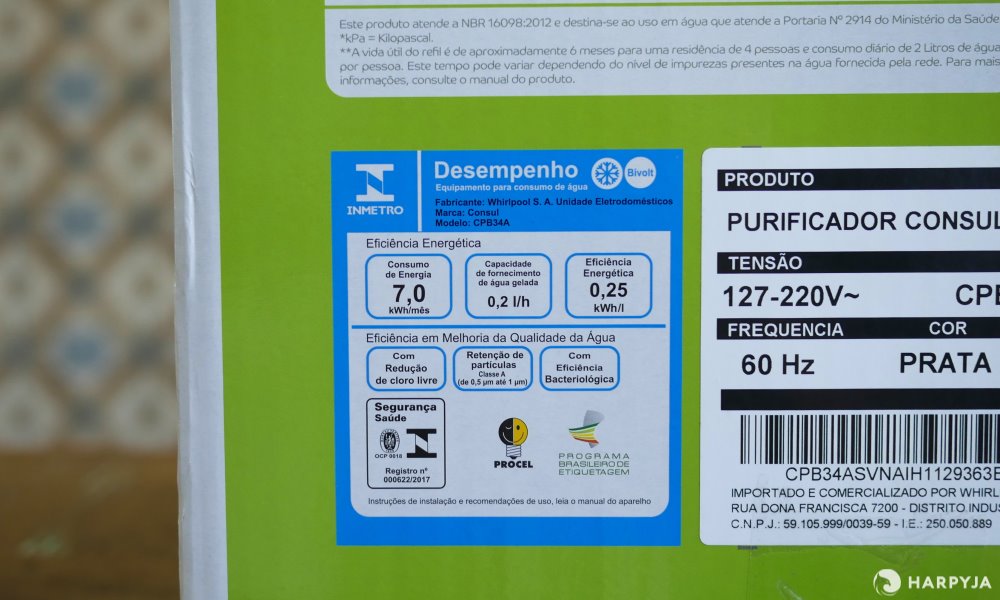 Este produto atende a NBR 16098:2012 e destina-se ao uso em água que atende a Portaria Nº 2914 do Ministério da Saúde
*kPa = Kilopascal.
**A vida útil do refil é de aproximadamente 6 meses para uma residência de 4 pessoas e consumo diário de 2 Litros de água
por pessoa. Este tempo pode variar dependendo do nível de impurezas presentes na água fornecida pela rede. Para mais
informações, consulte o manual do produto.
INMETRO
Desempenho
Bivolt
Equipamento para consumo de água
Fabricante: Whirlpool S. A. Unidade Eletrodomésticos
Marca: Consul
Modelo: CPB34A
Eficiência Energética
Consumo
de Energia
7,0
kWh/mês
Capacidade
de fornecimento
de água gelada
0,2 l/h
Eficiência
Energética
0,25
kWh/l
Eficiência em Melhoria da Qualidade da Água
Com
Redução
de cloro livre
Retenção de
partículas
Classe A
(de 0,5 µm até 1 µm)
Com
Eficiência
Bacteriológica
Segurança
Saúde
OCP 0018
Registro nº
000622/2017
PROCEL
PROGRAMA
BRASILEIRO DE
ETIQUETAGEM
Instruções de instalação e recomendações de uso, leia o manual do aparelho
PRODUTO
PURIFICADOR CONSUL
TENSÃO
127-220V~ CPB
FREQUENCIA COR
60 Hz PRATA
CPB34ASVNAIH1129363
IMPORTADO E COMERCIALIZADO POR WHIRL
RUA DONA FRANCISCA 7200 - DISTRITO INDUS
C.N.P.J.: 59.105.999/0039-59 - I.E.: 250.050.889
HARPYJA